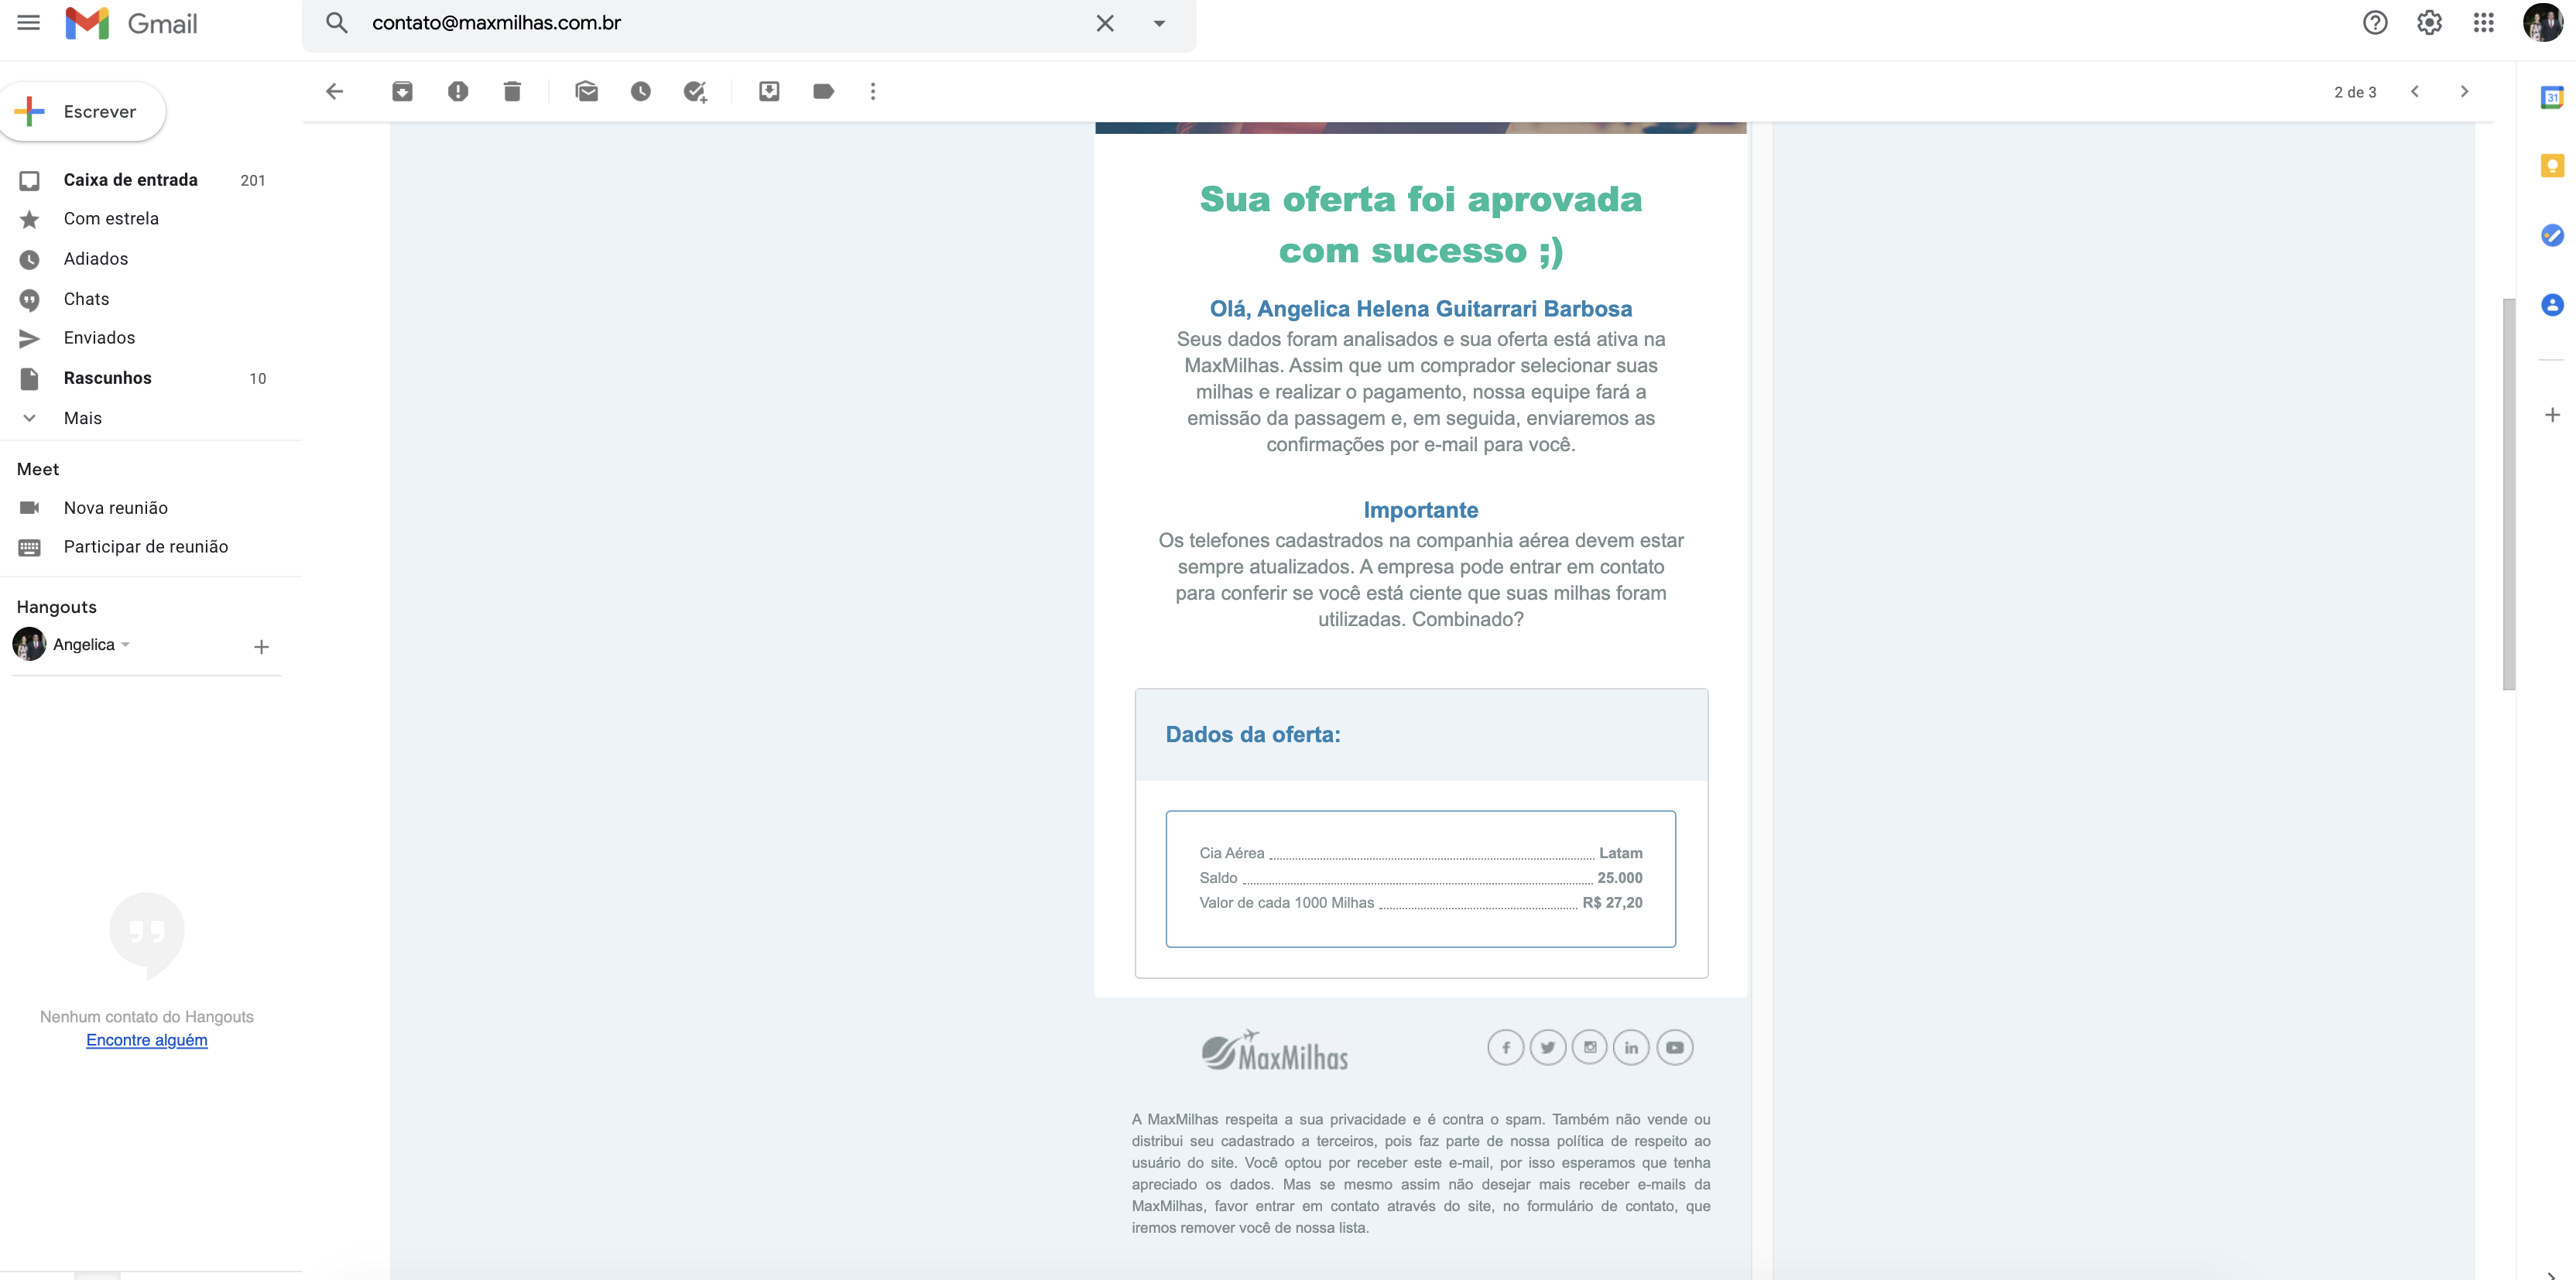 Gmail
contato@maxmilhas.com.br
Escrever
2 de 3
31
Caixa de entrada 201
Com estrela
Adiados
Chats
Enviados
Rascunhos 10
Mais
Meet
Nova reunião
Participar de reunião
Hangouts
Angelica
Nenhum contato do Hangouts
Encontre alguém
Sua oferta foi aprovada
com sucesso ;)
Olá, Angelica Helena Guitarrari Barbosa
Seus dados foram analisados e sua oferta está ativa na
MaxMilhas. Assim que um comprador selecionar suas
milhas e realizar o pagamento, nossa equipe fará a
emissão da passagem e, em seguida, enviaremos as
confirmações por e-mail para você.
Importante
Os telefones cadastrados na companhia aérea devem estar
sempre atualizados. A empresa pode entrar em contato
para conferir se você está ciente que suas milhas foram
utilizadas. Combinado?
Dados da oferta:
Cia Aérea Latam
Saldo 25.000
Valor de cada 1000 Milhas R$ 27,20
MaxMilhas
A MaxMilhas respeita a sua privacidade e é contra o spam. Também não vende ou
distribui seu cadastrado a terceiros, pois faz parte de nossa política de respeito ao
usuário do site. Você optou por receber este e-mail, por isso esperamos que tenha
apreciado os dados. Mas se mesmo assim não desejar mais receber e-mails da
MaxMilhas, favor entrar em contato através do site, no formulário de contato, que
iremos remover você de nossa lista.